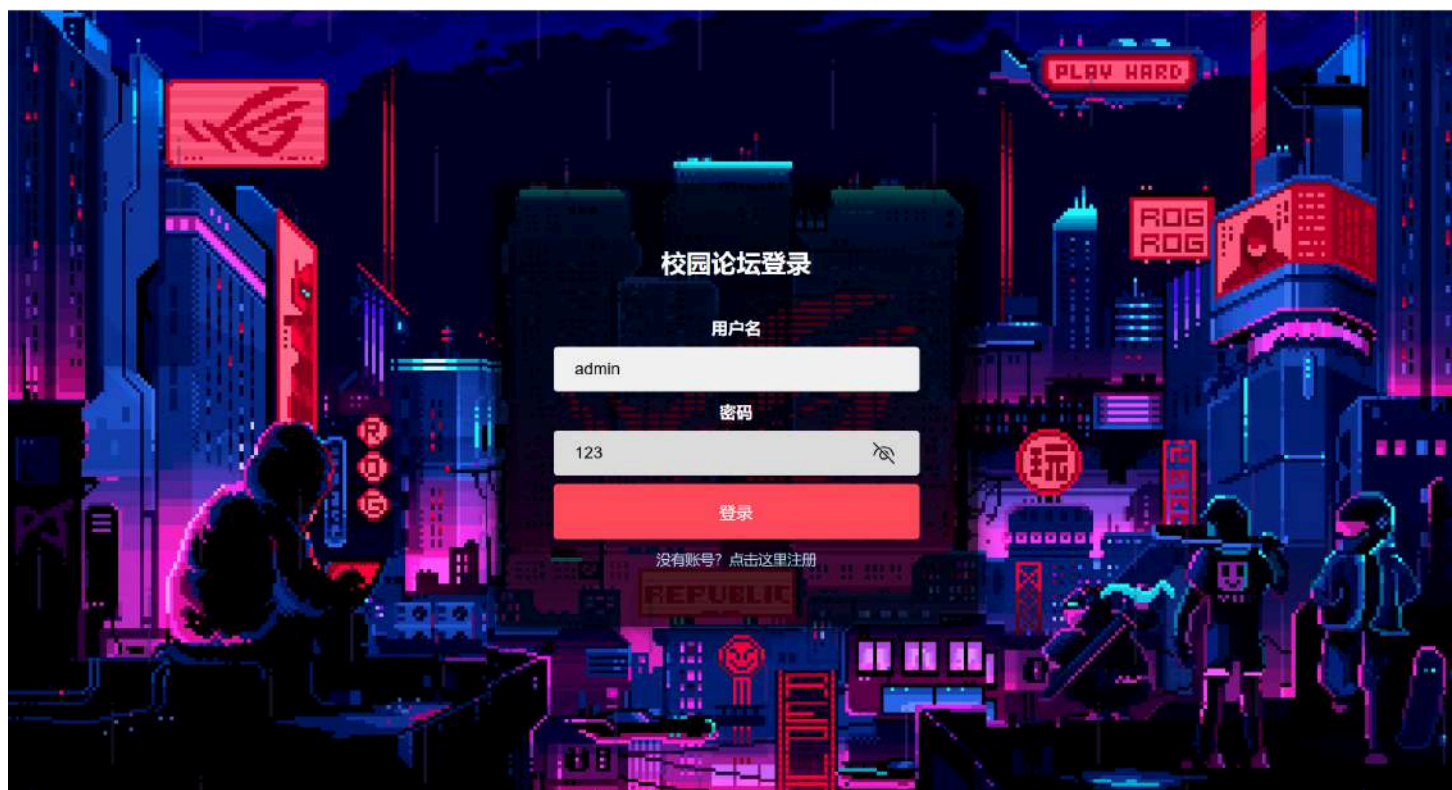 PLAY HARD
ROG
ROG
校园论坛登录
用户名
admin
密码
123
R
O
G
玩
登录
没有账号？点击这里注册
REPUBLIC